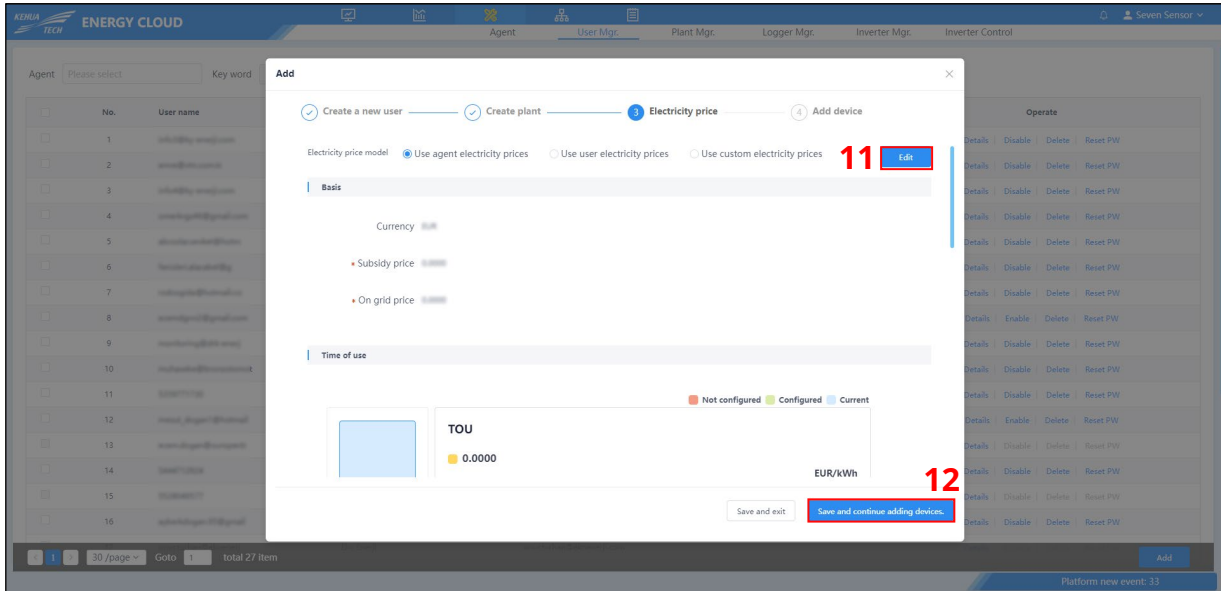 KEHUA TECH ENERGY CLOUD
Seven Sensor
Agent User Mgr. Plant Mgr. Logger Mgr. Inverter Mgr. Inverter Control
Agent Please select Key word
Add
Create a new user Create plant 3 Electricity price 4 Add device
No. User name Operate
Electricity price model Use agent electricity prices Use user electricity prices Use custom electricity prices 11 Edit
Basis
Currency
* Subsidy price
* On grid price
Time of use
Not configured Configured Current
TOU
0.0000
EUR/kWh
12
Save and exit Save and continue adding devices.
1 Details Disable Delete Reset PW
2 Details Disable Delete Reset PW
3 Details Disable Delete Reset PW
4 Details Disable Delete Reset PW
5 Details Disable Delete Reset PW
6 Details Disable Delete Reset PW
7 Details Disable Delete Reset PW
8 Details Enable Delete Reset PW
9 Details Disable Delete Reset PW
10 Details Disable Delete Reset PW
11 Details Disable Delete Reset PW
12 Details Enable Delete Reset PW
13 Details Disable Delete Reset PW
14 Details Disable Delete Reset PW
15 Details Disable Delete Reset PW
16 Details Disable Delete Reset PW
< 1 > 30 /page Goto 1 total 27 item Add
Platform new event: 33